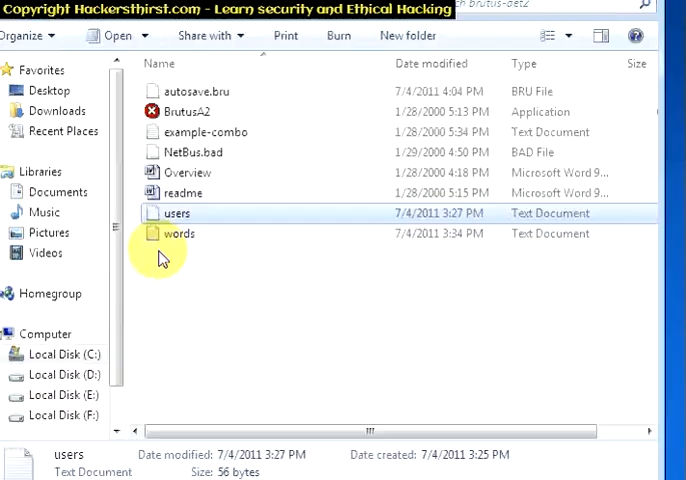 Copyright Hackersthirst.com - Learn security and Ethical Hacking
brutus-aet2
Organize Open Share with Print Burn New folder
Name Date modified Type Size
Favorites
Desktop
Downloads
Recent Places
Libraries
Documents
Music
Pictures
Videos
Homegroup
Computer
Local Disk (C:)
Local Disk (D:)
Local Disk (E:)
Local Disk (F:)
autosave.bru 7/4/2011 4:04 PM BRU File
BrutusA2 1/28/2000 5:13 PM Application
example-combo 1/28/2000 5:34 PM Text Document
NetBus.bad 1/29/2000 4:50 PM BAD File
Overview 1/28/2000 4:18 PM Microsoft Word 9...
readme 1/28/2000 5:15 PM Microsoft Word 9...
users 7/4/2011 3:27 PM Text Document
words 7/4/2011 3:34 PM Text Document
users Date modified: 7/4/2011 3:27 PM Date created: 7/4/2011 3:25 PM
Text Document Size: 56 bytes